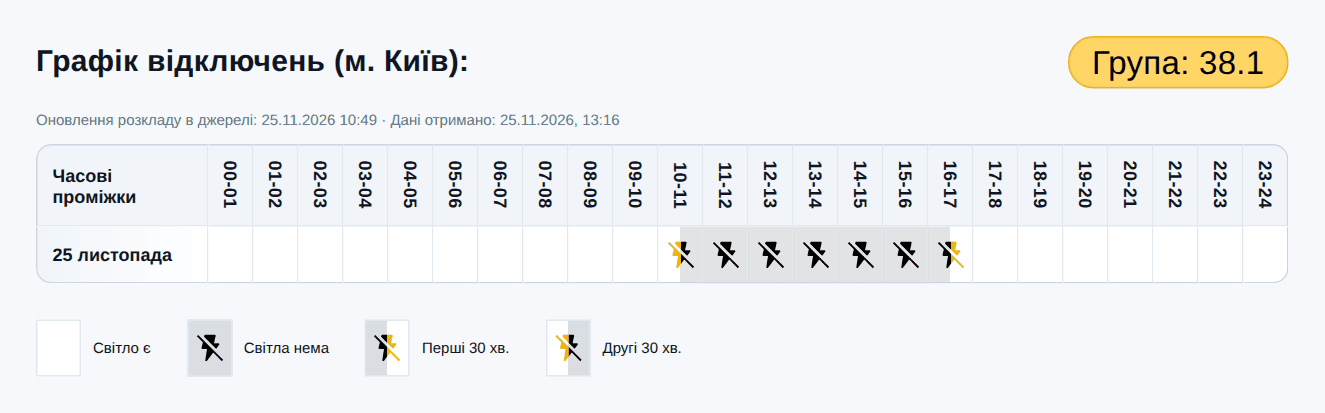 Графік відключень (м. Київ):
Група: 38.1
Оновлення розкладу в джерелі: 25.11.2026 10:49 · Дані отримано: 25.11.2026, 13:16
Часові
проміжки
00-01
01-02
02-03
03-04
04-05
05-06
06-07
07-08
08-09
09-10
10-11
11-12
12-13
13-14
14-15
15-16
16-17
17-18
18-19
19-20
20-21
21-22
22-23
23-24
25 листопада
Світло є
Світла нема
Перші 30 хв.
Другі 30 хв.